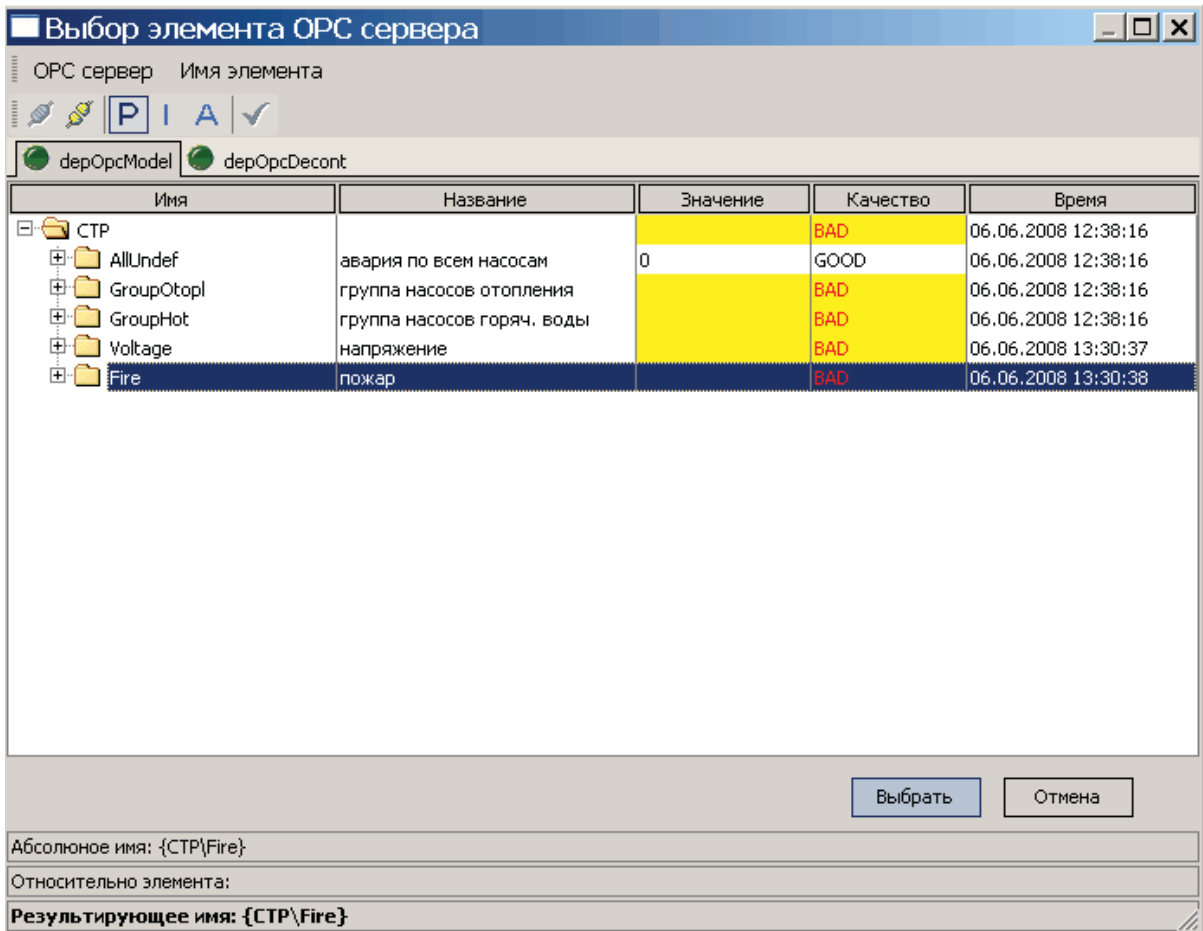 Выбор элемента OPC сервера
OPC сервер Имя элемента
P I A
depOpcModel depOpcDecont
Имя Название Значение Качество Время
CTP BAD 06.06.2008 12:38:16
AllUndef авария по всем насосам 0 GOOD 06.06.2008 12:38:16
GroupOtopl группа насосов отопления BAD 06.06.2008 12:38:16
GroupHot группа насосов горяч. воды BAD 06.06.2008 12:38:16
Voltage напряжение BAD 06.06.2008 13:30:37
Fire пожар BAD 06.06.2008 13:30:38
Выбрать Отмена
Абсолюное имя: {CTP\Fire}
Относительно элемента:
Результирующее имя: {CTP\Fire}